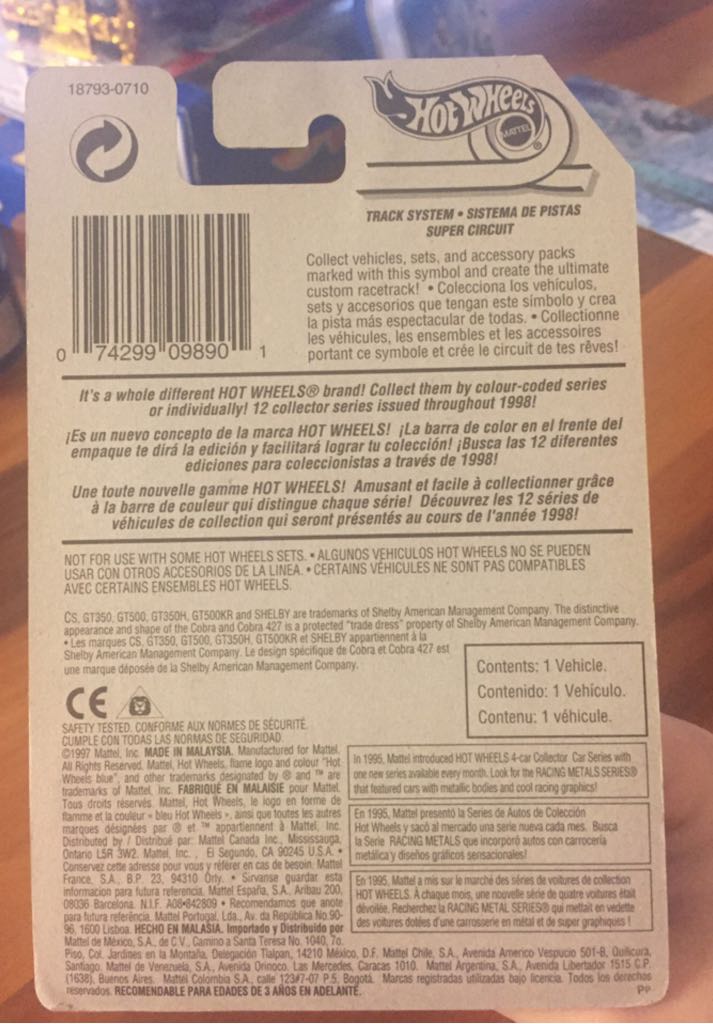 18793-0710
HOT WHEELS
MATTEL
®
TRACK SYSTEM • SISTEMA DE PISTAS
SUPER CIRCUIT
Collect vehicles, sets, and accessory packs
marked with this symbol and create the ultimate
custom racetrack! • Colecciona los vehículos,
sets y accesorios que tengan este símbolo y crea
la pista más espectacular de todas. • Collectionne
les véhicules, les ensembles et les accessoires
portant ce symbole et crée le circuit de tes rêves!
0 74299 09890 1
It's a whole different HOT WHEELS® brand! Collect them by colour-coded series
or individually! 12 collector series issued throughout 1998!
¡Es un nuevo concepto de la marca HOT WHEELS! ¡La barra de color en el frente del
empaque te dirá la edición y facilitará lograr tu colección! ¡Busca las 12 diferentes
ediciones para coleccionistas a través de 1998!
Une toute nouvelle gamme HOT WHEELS! Amusant et facile à collectionner grâce
à la barre de couleur qui distingue chaque série! Découvrez les 12 séries de
véhicules de collection qui seront présentés au cours de l'année 1998!
NOT FOR USE WITH SOME HOT WHEELS SETS. • ALGUNOS VEHICULOS HOT WHEELS NO SE PUEDEN
USAR CON OTROS ACCESORIOS DE LA LINEA. • CERTAINS VÉHICULES NE SONT PAS COMPATIBLES
AVEC CERTAINS ENSEMBLES HOT WHEELS.
CS, GT350, GT500, GT350H, GT500KR and SHELBY are trademarks of Shelby American Management Company. The distinctive
appearance and shape of the Cobra and Cobra 427 is a protected "trade dress" property of Shelby American Management Company.
• Les marques CS, GT350, GT500, GT350H, GT500KR et SHELBY appartiennent à la
Shelby American Management Company. Le design spécifique de Cobra et Cobra 427 est
une marque déposée de la Shelby American Management Company.
Contents: 1 Vehicle.
Contenido: 1 Vehículo.
Contenu: 1 véhicule.
CE
SAFETY TESTED. CONFORME AUX NORMES DE SÉCURITÉ.
CUMPLE CON TODAS LAS NORMAS DE SEGURIDAD.
©1997 Mattel, Inc. MADE IN MALAYSIA. Manufactured for Mattel.
All Rights Reserved. Mattel, Hot Wheels, flame logo and colour "Hot
Wheels blue", and other trademarks designated by ® and ™ are
trademarks of Mattel, Inc. FABRIQUÉ EN MALAISIE pour Mattel.
Tous droits réservés. Mattel, Hot Wheels, le logo en forme de
flamme et la couleur « bleu Hot Wheels », ainsi que toutes les autres
marques désignées par ® et ™ appartiennent à Mattel, Inc.
Distributed by / Distribué par: Mattel Canada Inc., Mississauga,
Ontario L5R 3W2. Mattel, Inc., El Segundo, CA 90245 U.S.A. •
Conservez cette adresse pour vous y référer en cas de besoin. Mattel
France, S.A., B.P. 23, 94310 Orly. • Sirvanse guardar esta
informacion para futura referencia. Mattel España, S.A., Aribau 200,
08036 Barcelona. N.I.F. A08-842809 • Recomendamos que anote
para futura referência. Mattel Portugal, Lda., Av. da República No.90-
96, 1600 Lisboa. HECHO EN MALASIA. Importado y Distribuido por
Mattel de México, S.A., de C.V., Camino a Santa Teresa No. 1040, 7o.
Piso, Col. Jardines en la Montaña, Delegación Tlalpan, 14210 México, D.F. Mattel Chile, S.A., Avenida Americo Vespucio 501-B, Quilicura,
Santiago. Mattel de Venezuela, S.A., Avenida Orinoco. Las Mercedes, Caracas 1010. Mattel Argentina, S.A., Avenida Libertador 1515 C.P.
(1638), Buenos Aires. Mattel Colombia S.A., calle 123#7-07 P.5. Bogotá. Marcas registradas utilizadas bajo licencia. Todos los derechos
reservados. RECOMENDABLE PARA EDADES DE 3 AÑOS EN ADELANTE.
In 1995, Mattel introduced HOT WHEELS 4-car Collector Car Series with
one new series available every month. Look for the RACING METALS SERIES®
that featured cars with metallic bodies and cool racing graphics!
En 1995, Mattel presentó la Series de Autos de Colección
Hot Wheels y sacó al mercado una serie nueva cada mes. Busca
la Serie RACING METALS que incorporó autos con carrocería
metálica y diseños gráficos sensacionales!
En 1995, Mattel a mis sur le marché des séries de voitures de collection
HOT WHEELS. À chaque mois, une nouvelle série de quatre voitures était
dévoilée. Recherchez la RACING METAL SERIES® qui mettait en vedette
des voitures dotées d'une carrosserie en métal et de super graphiques!
PP